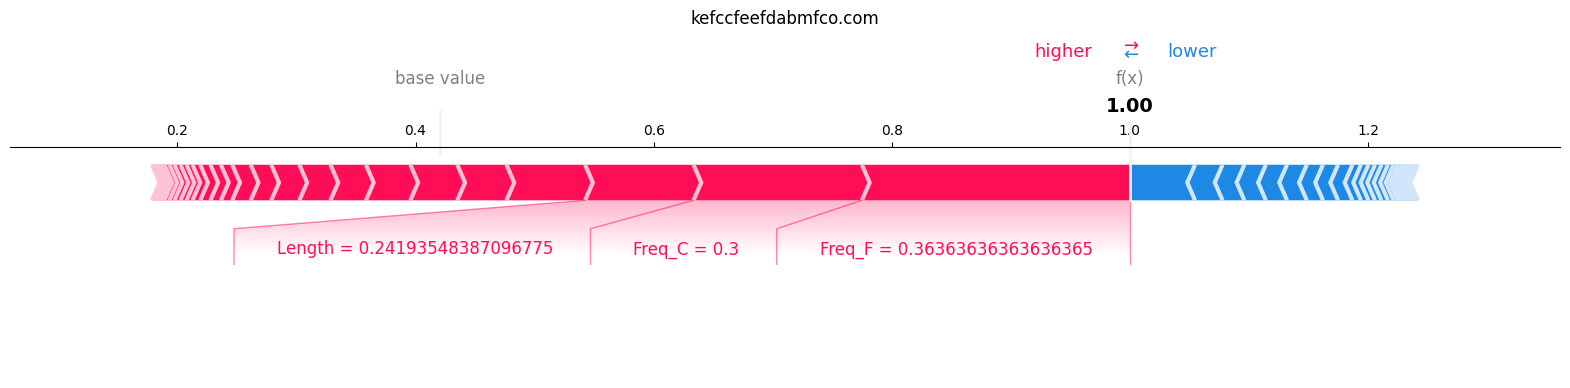 kefccfeefdabmfco.com
higher ⇄ lower
base value
f(x)
1.00
0.2 0.4 0.6 0.8 1.0 1.2
Length = 0.24193548387096775
Freq_C = 0.3
Freq_F = 0.36363636363636365